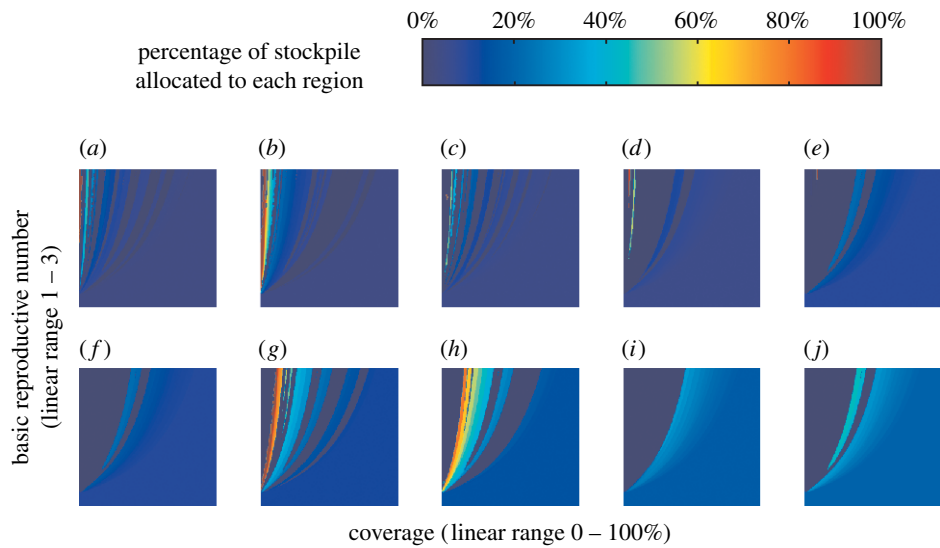 0% 20% 40% 60% 80% 100%
percentage of stockpile
allocated to each region
(a) (b) (c) (d) (e)
(f) (g) (h) (i) (j)
basic reproductive number
(linear range 1 – 3)
coverage (linear range 0 – 100%)